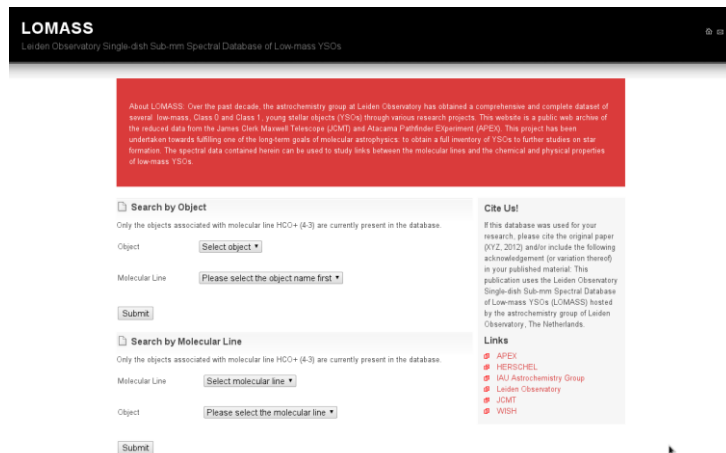 LOMASS
Leiden Observatory Single-dish Sub-mm Spectral Database of Low-mass YSOs
About LOMASS: Over the past decade, the astrochemistry group at Leiden Observatory has obtained a comprehensive and complete dataset of
several low-mass, Class 0 and Class 1, young stellar objects (YSOs) through various research projects. This website is a public web archive of
the reduced data from the James Clerk Maxwell Telescope (JCMT) and Atacama Pathfinder EXperiment (APEX). This project has been
undertaken towards fulfilling one of the long-term goals of molecular astrophysics: to obtain a full inventory of YSOs to further studies on star
formation. The spectral data contained herein can be used to study links between the molecular lines and the chemical and physical properties
of low-mass YSOs.
Search by Object
Only the objects associated with molecular line HCO+ (4-3) are currently present in the database.
Object Select object
Molecular Line Please select the object name first
Submit
Search by Molecular Line
Only the objects associated with molecular line HCO+ (4-3) are currently present in the database.
Molecular Line Select molecular line
Object Please select the molecular line
Submit
Cite Us!
If this database was used for your
research, please cite the original paper
(XYZ, 2012) and/or include the following
acknowledgement (or variation thereof)
in your published material: This
publication uses the Leiden Observatory
Single-dish Sub-mm Spectral Database
of Low-mass YSOs (LOMASS) hosted
by the astrochemistry group of Leiden
Observatory, The Netherlands.
Links
APEX
HERSCHEL
IAU Astrochemistry Group
Leiden Observatory
JCMT
WISH